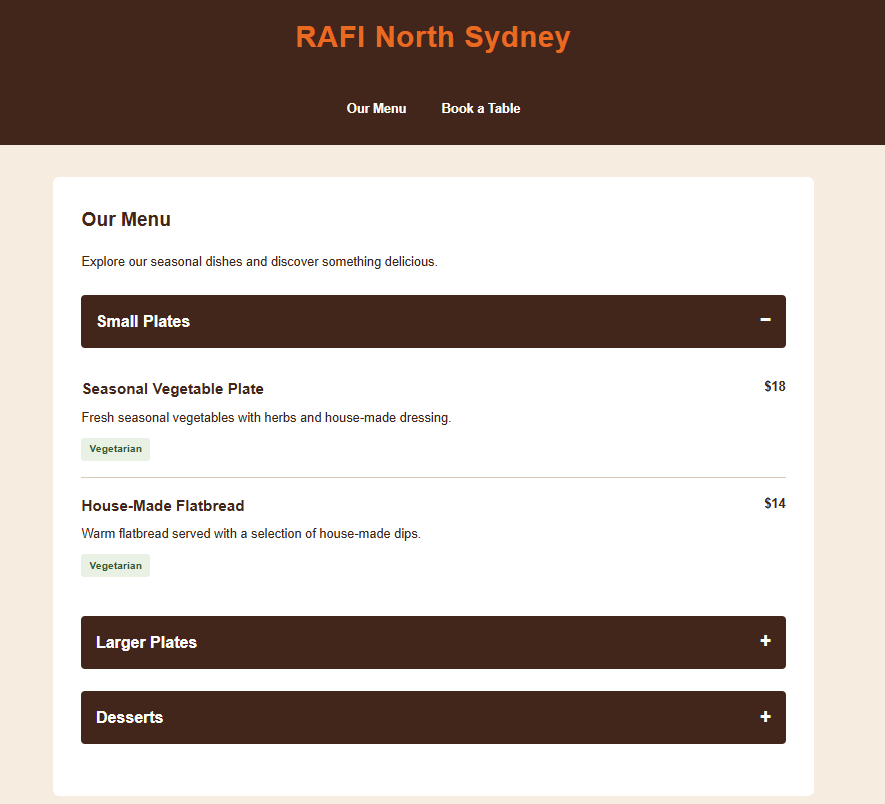 RAFI North Sydney
Our Menu Book a Table
Our Menu
Explore our seasonal dishes and discover something delicious.
Small Plates −
Seasonal Vegetable Plate $18
Fresh seasonal vegetables with herbs and house-made dressing.
Vegetarian
House-Made Flatbread $14
Warm flatbread served with a selection of house-made dips.
Vegetarian
Larger Plates +
Desserts +